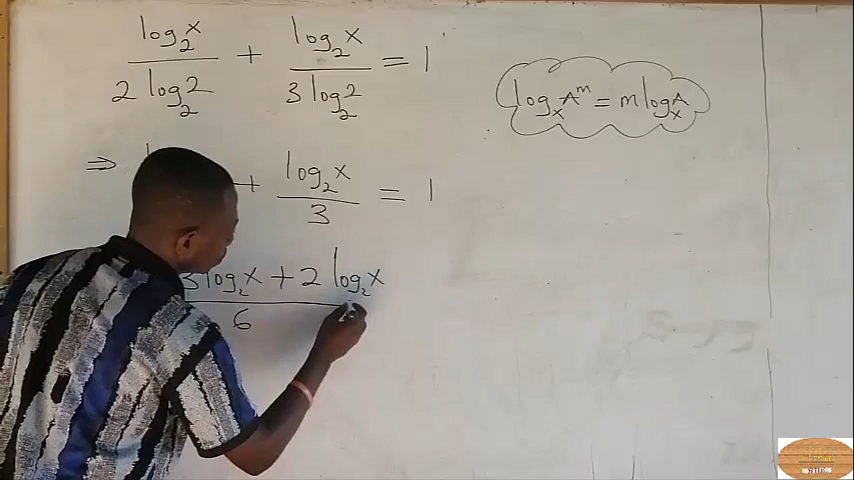 log₂x / 2 log₂2 + log₂x / 3 log₂2 = 1
logₓAᵐ = m logₓA
⇒ + log₂x / 3 = 1
3 log₂x + 2 log₂x / 6